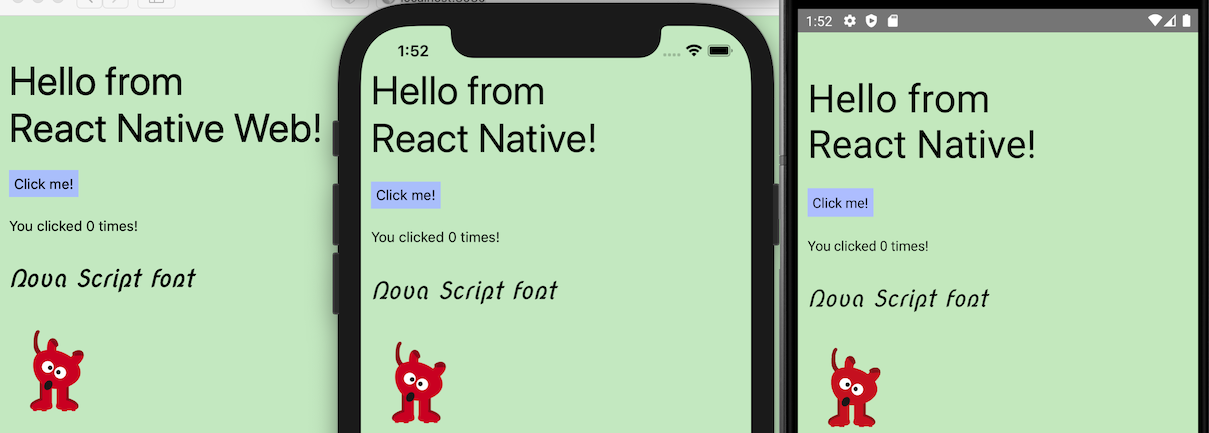 Hello from
React Native Web!
Click me!
You clicked 0 times!
Nova Script font
1:52
Hello from
React Native!
Click me!
You clicked 0 times!
Nova Script font
1:52
Hello from
React Native!
Click me!
You clicked 0 times!
Nova Script font